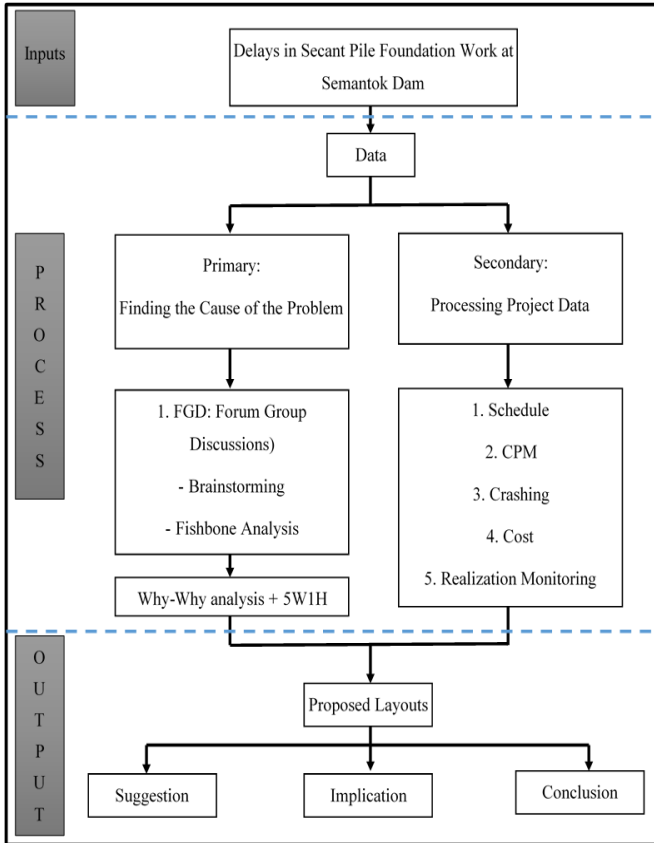 Inputs
Delays in Secant Pile Foundation Work at
Semantok Dam
Data
P
R
O
C
E
S
S
Primary:
Finding the Cause of the Problem
Secondary:
Processing Project Data
1. FGD: Forum Group
Discussions)
- Brainstorming
- Fishbone Analysis
Why-Why analysis + 5W1H
1. Schedule
2. CPM
3. Crashing
4. Cost
5. Realization Monitoring
O
U
T
P
U
T
Proposed Layouts
Suggestion
Implication
Conclusion